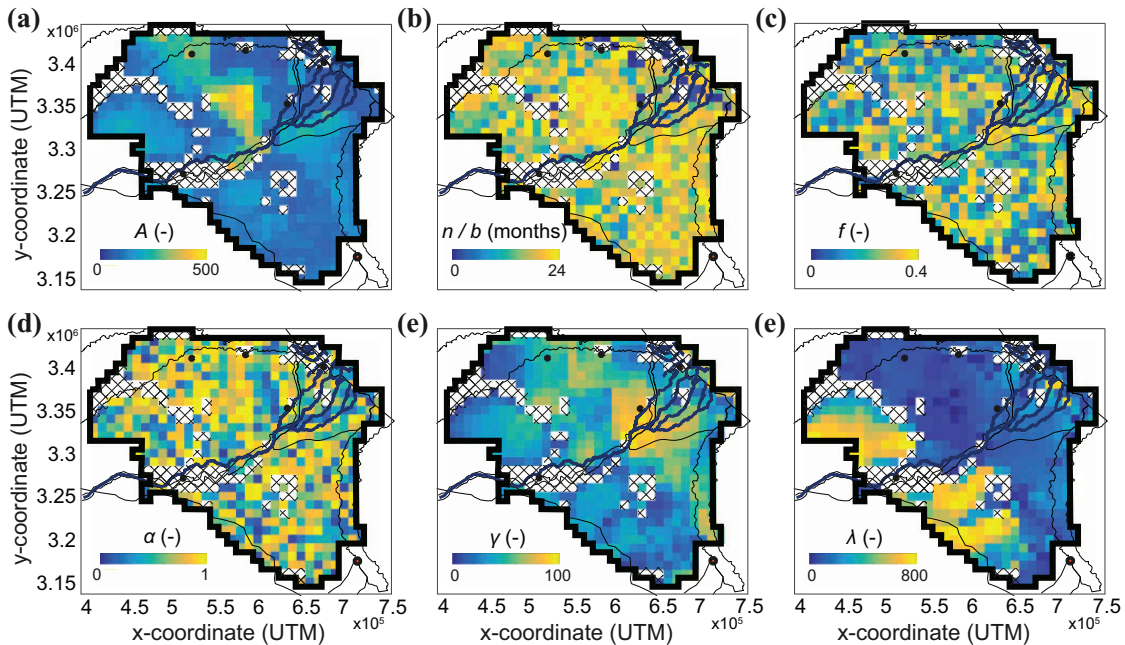 (a) (b) (c)
x10⁶
3.4
3.35
3.3
3.25
3.2
3.15
y-coordinate (UTM)
A (-) n / b (months) f (-)
0 500 0 24 0 0.4
(d) (e) (e)
x10⁶
3.4
3.35
3.3
3.25
3.2
3.15
y-coordinate (UTM)
α (-) γ (-) λ (-)
0 1 0 100 0 800
4 4.5 5 5.5 6 6.5 7 7.5 4 4.5 5 5.5 6 6.5 7 7.5 4 4.5 5 5.5 6 6.5 7 7.5
x10⁵ x10⁵ x10⁵
x-coordinate (UTM) x-coordinate (UTM) x-coordinate (UTM)